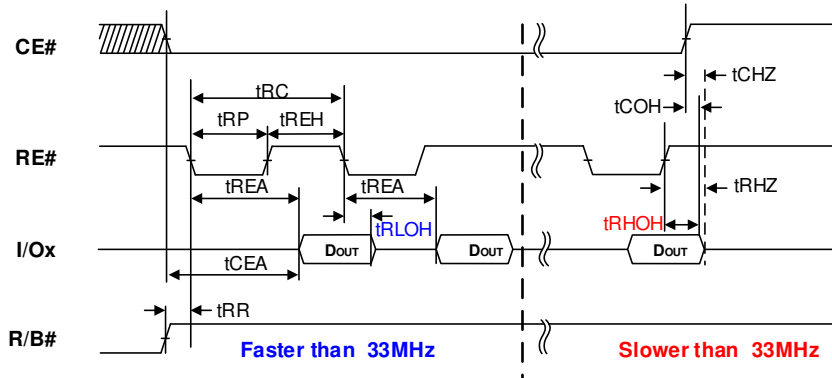 CE#
tCHZ
tRC
tCOH
tRP
tREH
RE#
tREA
tREA
tRHZ
tRLOH
tRHOH
I/Ox
DOUT
DOUT
DOUT
tCEA
tRR
R/B#
Faster than 33MHz
Slower than 33MHz